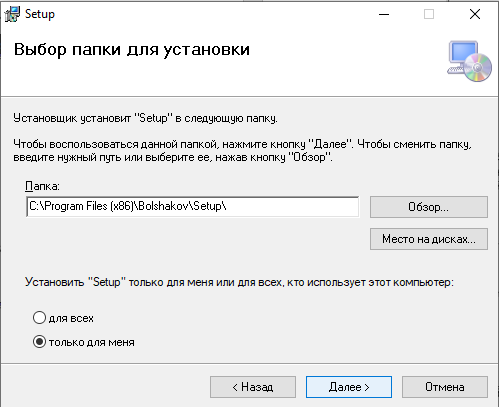 Setup
Выбор папки для установки
Установщик установит "Setup" в следующую папку.
Чтобы воспользоваться данной папкой, нажмите кнопку "Далее". Чтобы сменить папку,
введите нужный путь или выберите ее, нажав кнопку "Обзор".
Папка:
C:\Program Files (x86)\Bolshakov\Setup\
Обзор...
Место на дисках...
Установить "Setup" только для меня или для всех, кто использует этот компьютер:
для всех
только для меня
< Назад Далее > Отмена